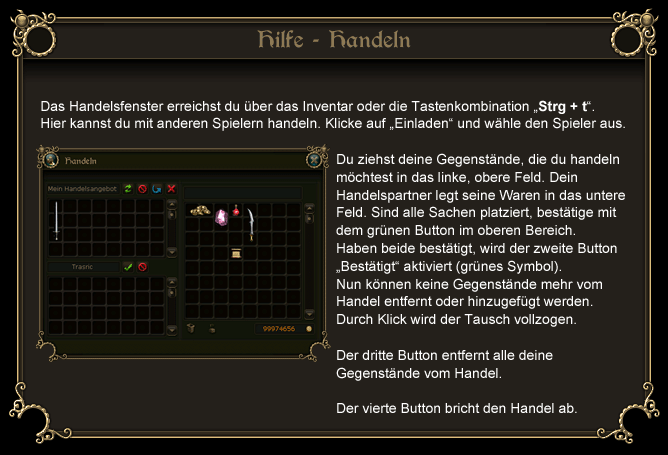 Hilfe - Handeln
Das Handelsfenster erreichst du über das Inventar oder die Tastenkombination „Strg + t“.
Hier kannst du mit anderen Spielern handeln. Klicke auf „Einladen“ und wähle den Spieler aus.
Handeln
Mein Handelsangebot
Trasric
99974656
Du ziehst deine Gegenstände, die du handeln
möchtest in das linke, obere Feld. Dein
Handelspartner legt seine Waren in das untere
Feld. Sind alle Sachen platziert, bestätige mit
dem grünen Button im oberen Bereich.
Haben beide bestätigt, wird der zweite Button
„Bestätigt“ aktiviert (grünes Symbol).
Nun können keine Gegenstände mehr vom
Handel entfernt oder hinzugefügt werden.
Durch Klick wird der Tausch vollzogen.
Der dritte Button entfernt alle deine
Gegenstände vom Handel.
Der vierte Button bricht den Handel ab.